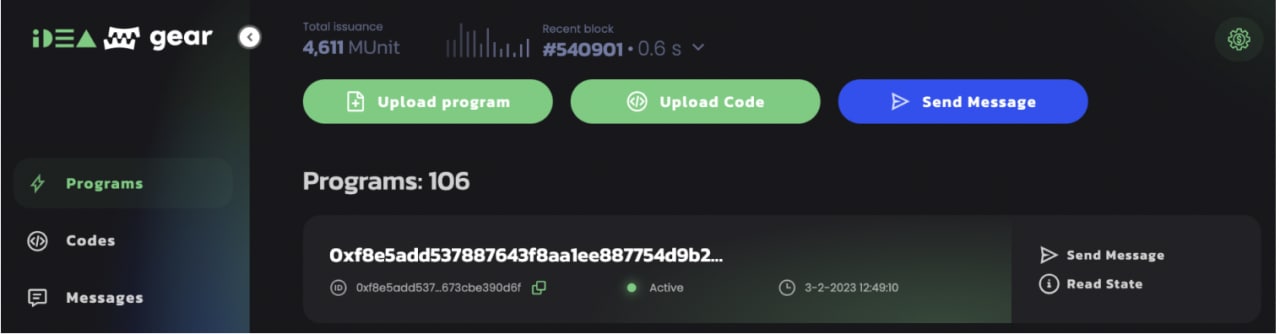 iDEA gear
Total issuance
4,611 MUnit
Recent block
#540901 • 0.6 s
Upload program
Upload Code
Send Message
Programs
Codes
Messages
Programs: 106
0xf8e5add537887643f8aa1ee887754d9b2...
ID 0xf8e5add537...673cbe390d6f
Active
3-2-2023 12:49:10
Send Message
Read State